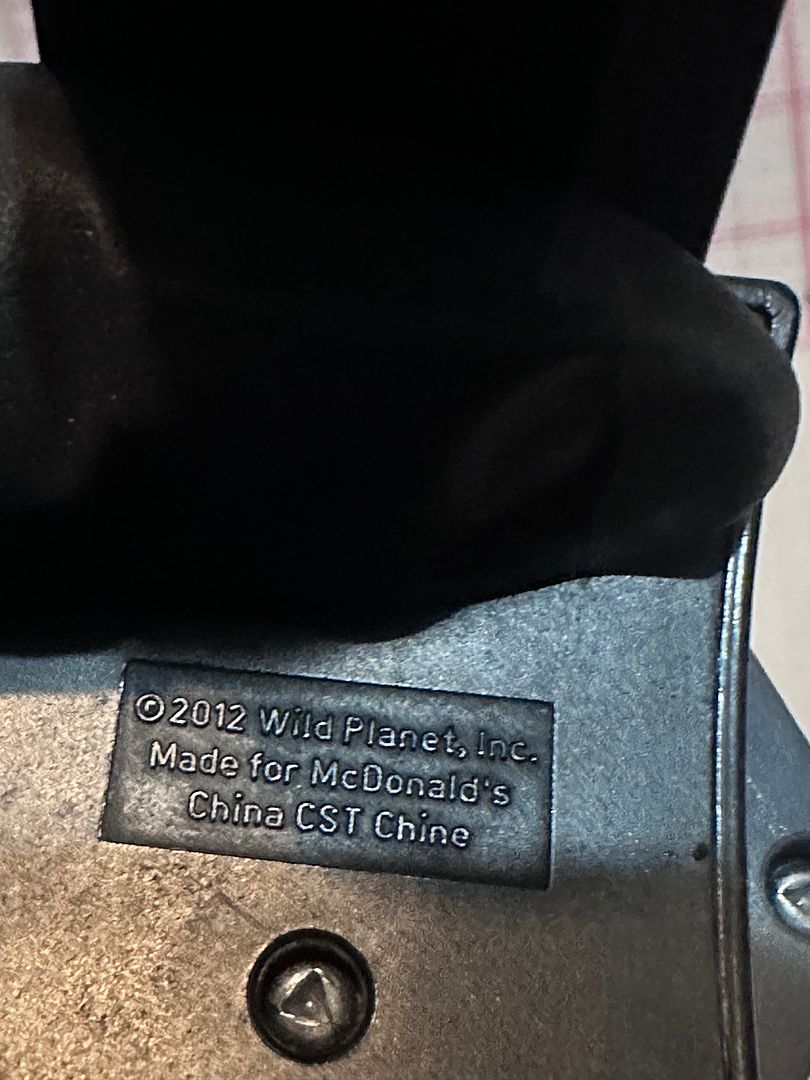 ©2012 Wild Planet, Inc.
Made for McDonald's
China CST Chine